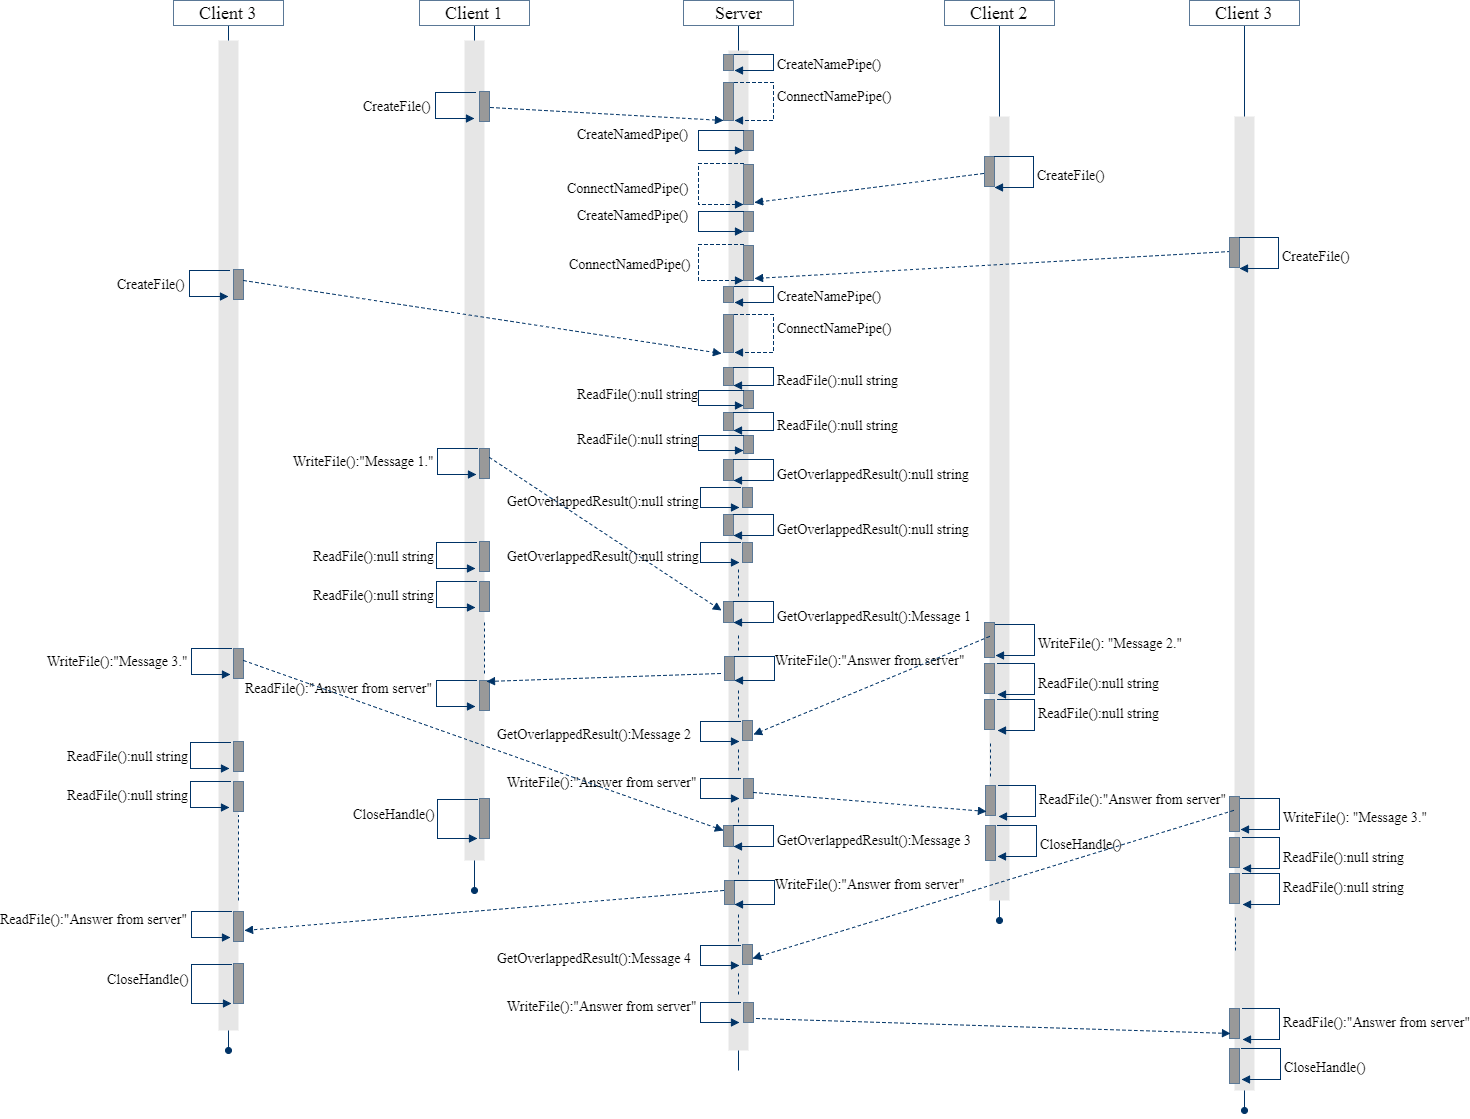 Client 3
Client 1
Server
Client 2
Client 3
CreateNamePipe()
ConnectNamePipe()
CreateFile()
CreateNamedPipe()
CreateFile()
ConnectNamedPipe()
CreateNamedPipe()
CreateFile()
ConnectNamedPipe()
CreateFile()
CreateNamePipe()
ConnectNamePipe()
ReadFile():null string
ReadFile():null string
ReadFile():null string
ReadFile():null string
WriteFile():"Message 1."
GetOverlappedResult():null string
GetOverlappedResult():null string
GetOverlappedResult():null string
ReadFile():null string
GetOverlappedResult():null string
ReadFile():null string
GetOverlappedResult():Message 1
WriteFile(): "Message 2."
WriteFile():"Message 3."
WriteFile():"Answer from server"
ReadFile():null string
ReadFile():"Answer from server"
ReadFile():null string
GetOverlappedResult():Message 2
ReadFile():null string
WriteFile():"Answer from server"
ReadFile():null string
ReadFile():"Answer from server"
CloseHandle()
WriteFile(): "Message 3."
GetOverlappedResult():Message 3
CloseHandle()
ReadFile():null string
WriteFile():"Answer from server"
ReadFile():null string
ReadFile():"Answer from server"
GetOverlappedResult():Message 4
CloseHandle()
WriteFile():"Answer from server"
ReadFile():"Answer from server"
CloseHandle()